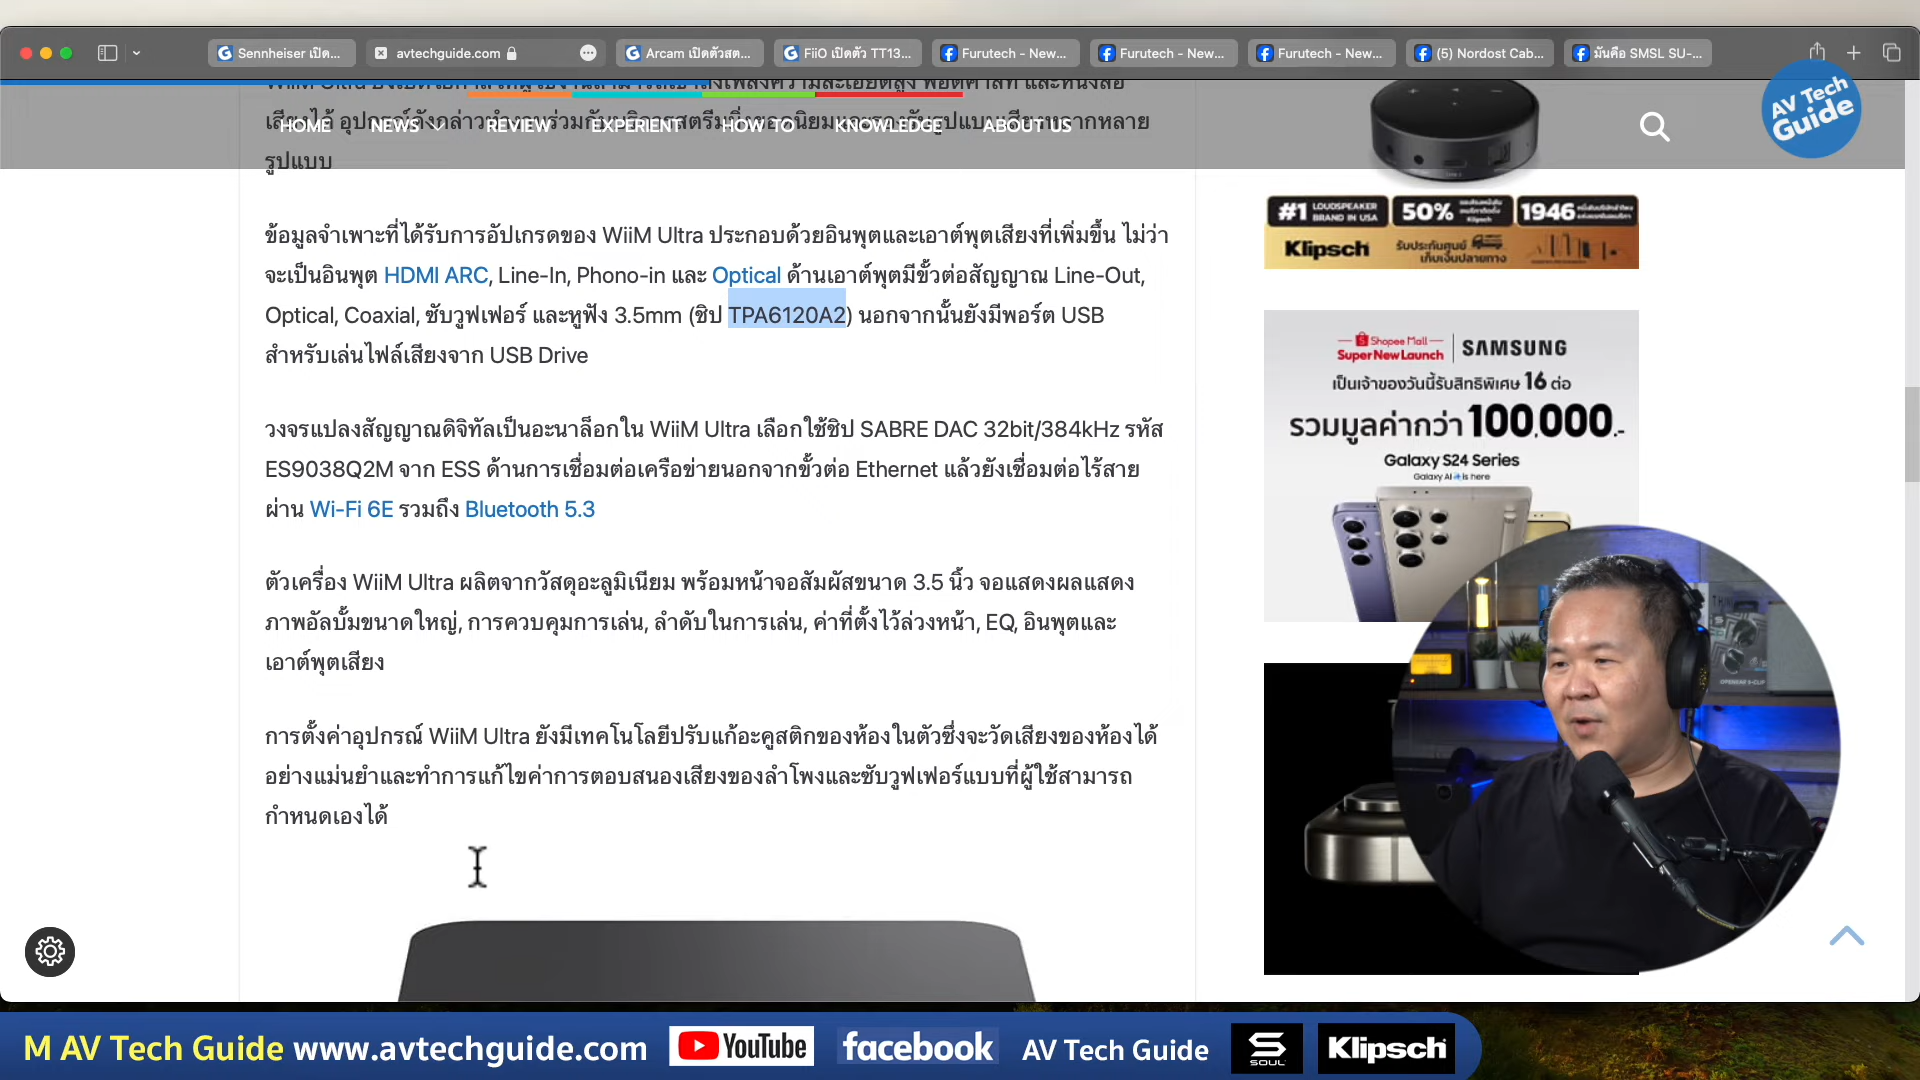 Sennheiser เปิด...
avtechguide.com
Arcam เปิดตัวสต...
FiiO เปิดตัว TT13...
Furutech - New...
Furutech - New...
Furutech - New...
(5) Nordost Cab...
มันคือ SMSL SU-...
AV Tech
Guide
HOME
NEWS
REVIEW
EXPERIENT
HOW TO
KNOWLEDGE
ABOUT US
รูปแบบ
ข้อมูลจำเพาะที่ได้รับการอัปเกรดของ WiiM Ultra ประกอบด้วยอินพุตและเอาต์พุตเสียงที่เพิ่มขึ้น ไม่ว่า
จะเป็นอินพุต HDMI ARC, Line-In, Phono-in และ Optical ด้านเอาต์พุตมีขั้วต่อสัญญาณ Line-Out,
Optical, Coaxial, ซับวูฟเฟอร์ และหูฟัง 3.5mm (ชิป TPA6120A2) นอกจากนั้นยังมีพอร์ต USB
สำหรับเล่นไฟล์เสียงจาก USB Drive
วงจรแปลงสัญญาณดิจิทัลเป็นอะนาล็อกใน WiiM Ultra เลือกใช้ชิป SABRE DAC 32bit/384kHz รหัส
ES9038Q2M จาก ESS ด้านการเชื่อมต่อเครือข่ายนอกจากขั้วต่อ Ethernet แล้วยังเชื่อมต่อไร้สาย
ผ่าน Wi-Fi 6E รวมถึง Bluetooth 5.3
ตัวเครื่อง WiiM Ultra ผลิตจากวัสดุอะลูมิเนียม พร้อมหน้าจอสัมผัสขนาด 3.5 นิ้ว จอแสดงผลแสดง
ภาพอัลบั้มขนาดใหญ่, การควบคุมการเล่น, ลำดับในการเล่น, ค่าที่ตั้งไว้ล่วงหน้า, EQ, อินพุตและ
เอาต์พุตเสียง
การตั้งค่าอุปกรณ์ WiiM Ultra ยังมีเทคโนโลยีปรับแก้อะคูสติกของห้องในตัวซึ่งจะวัดเสียงของห้องได้
อย่างแม่นยำและทำการแก้ไขค่าการตอบสนองเสียงของลำโพงและซับวูฟเฟอร์แบบที่ผู้ใช้สามารถ
กำหนดเองได้
#1 LOUDSPEAKER
BRAND IN USA
50%
1946
Klipsch
รับประกันศูนย์
เก็บเงินปลายทาง
Shopee Mall
Super New Launch
SAMSUNG
เป็นเจ้าของวันนี้รับสิทธิพิเศษ 16 ต่อ
รวมมูลค่ากว่า 100,000.-
Galaxy S24 Series
Galaxy AI is here
M AV Tech Guide www.avtechguide.com
YouTube
facebook
AV Tech Guide
S
SOUL
Klipsch